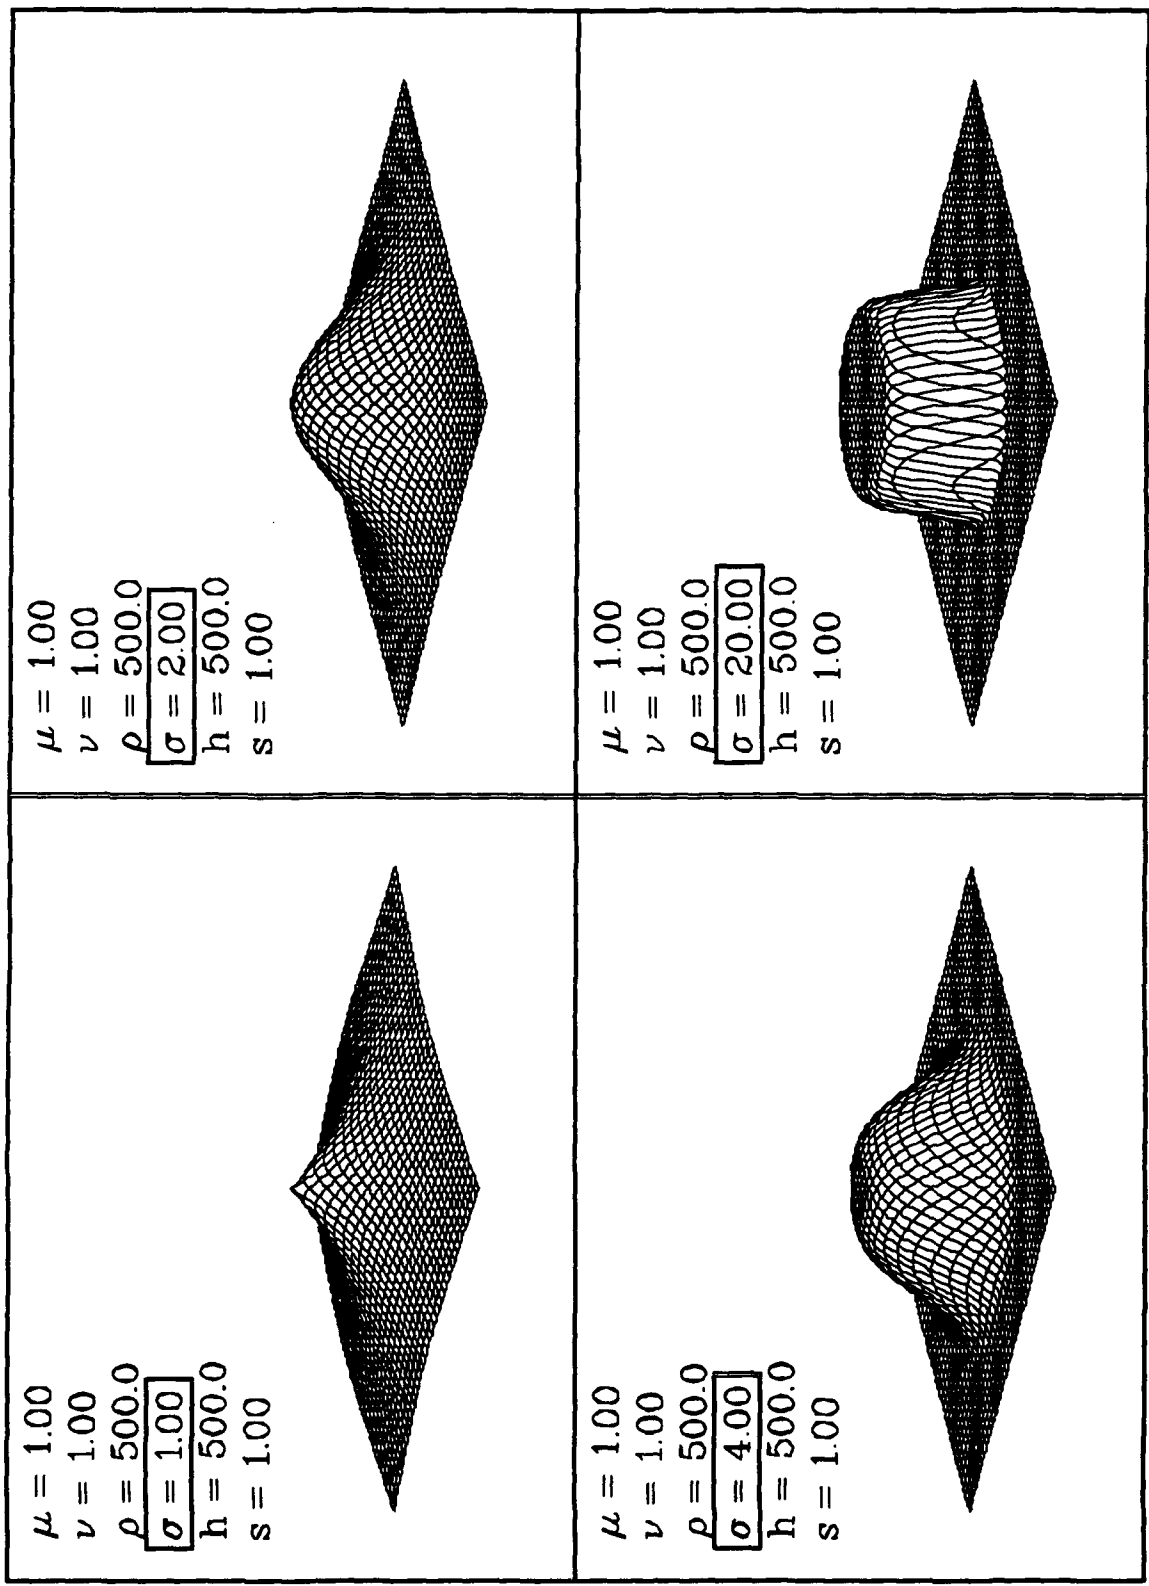 μ = 1.00
ν = 1.00
ρ = 500.0
σ = 1.00
h = 500.0
s = 1.00
μ = 1.00
ν = 1.00
ρ = 500.0
σ = 2.00
h = 500.0
s = 1.00
μ = 1.00
ν = 1.00
ρ = 500.0
σ = 4.00
h = 500.0
s = 1.00
μ = 1.00
ν = 1.00
ρ = 500.0
σ = 20.00
h = 500.0
s = 1.00